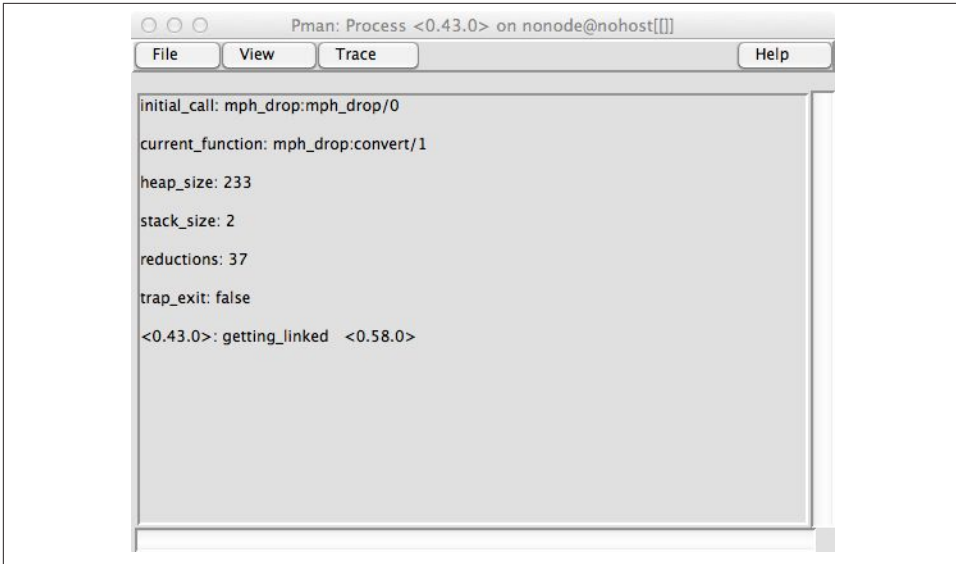 Pman: Process <0.43.0> on nonode@nohost[[]]
File View Trace Help
initial_call: mph_drop:mph_drop/0
current_function: mph_drop:convert/1
heap_size: 233
stack_size: 2
reductions: 37
trap_exit: false
<0.43.0>: getting_linked <0.58.0>